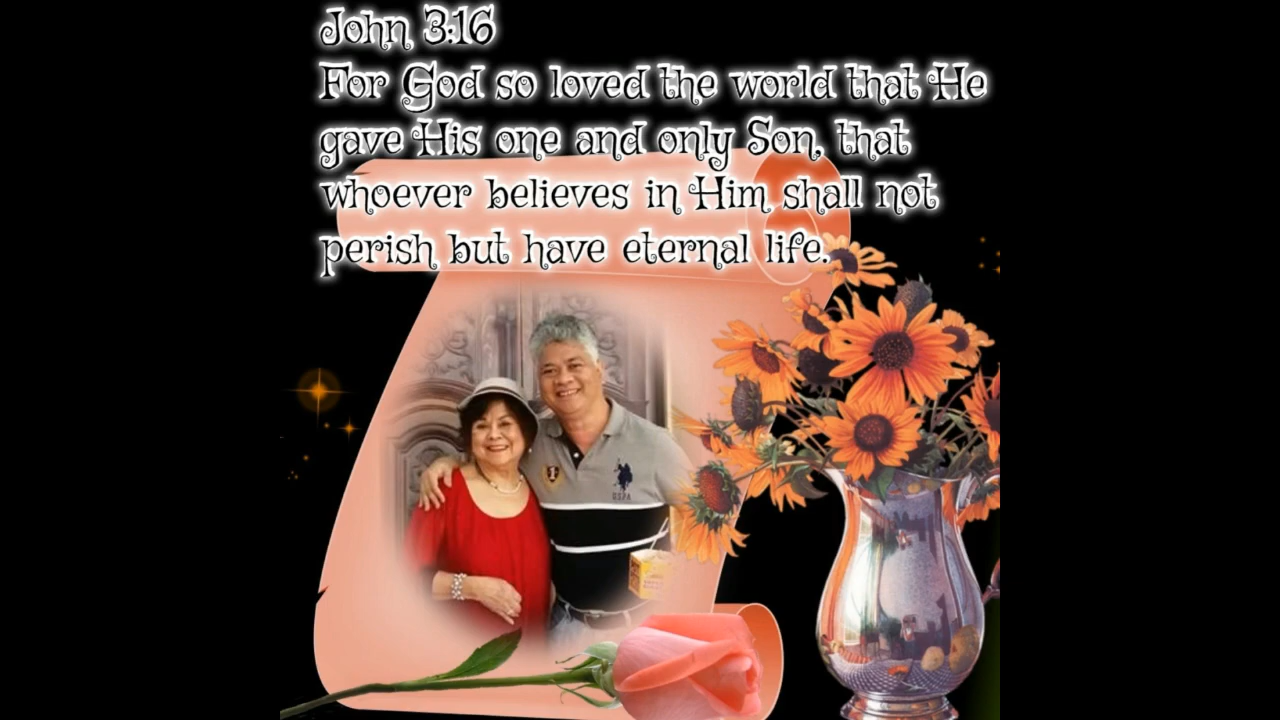 John 3:16
For God so loved the world that He
gave His one and only Son, that
whoever believes in Him shall not
perish but have eternal life.
USPA